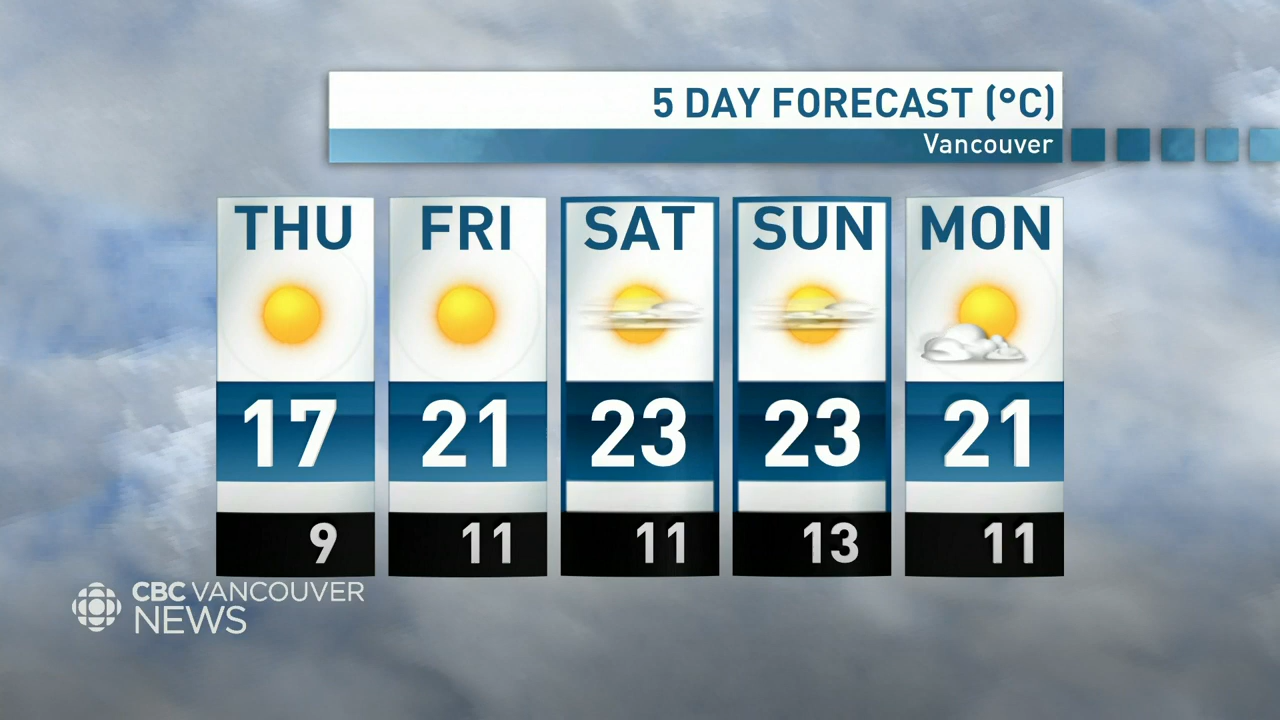 5 DAY FORECAST (°C)
Vancouver
THU FRI SAT SUN MON
17 21 23 23 21
9 11 11 13 11
CBC VANCOUVER
NEWS